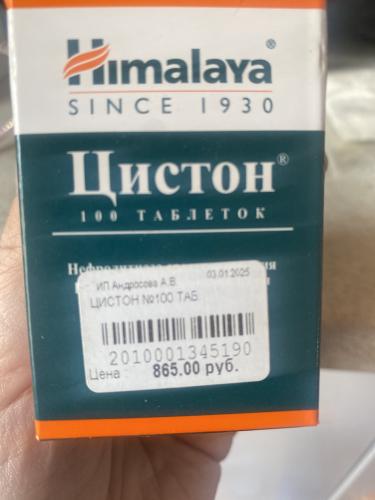 Himalaya®
SINCE 1930
Цистон®
100 ТАБЛЕТОК
ИП Андросова А.В. 03.01.2025
ЦИСТОН №100 ТАБ
2010001345190
Цена : 865.00 руб.